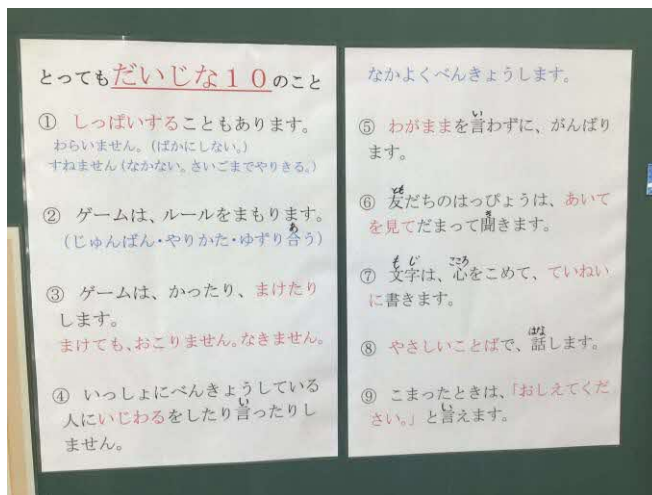 とってもだいじな１０のこと
① しっぱいすることもあります。
わらいません。(ばかにしない。)
すねません(なかない。さいごまでやりきる。)
② ゲームは、ルールをまもります。
(じゅんばん・やりかた・ゆずり合う)
③ ゲームは、かったり、まけたり
します。
まけても、おこりません。なきません。
④ いっしょにべんきょうしている
人にいじわるをしたり言ったりし
ません。
なかよくべんきょうします。
⑤ わがままを言わずに、がんばり
ます。
⑥ 友だちのはっぴょうは、あいて
を見てだまって聞きます。
⑦ 文字は、心をこめて、ていねい
に書きます。
⑧ やさしいことばで、話します。
⑨ こまったときは、「おしえてくだ
さい。」と言えます。